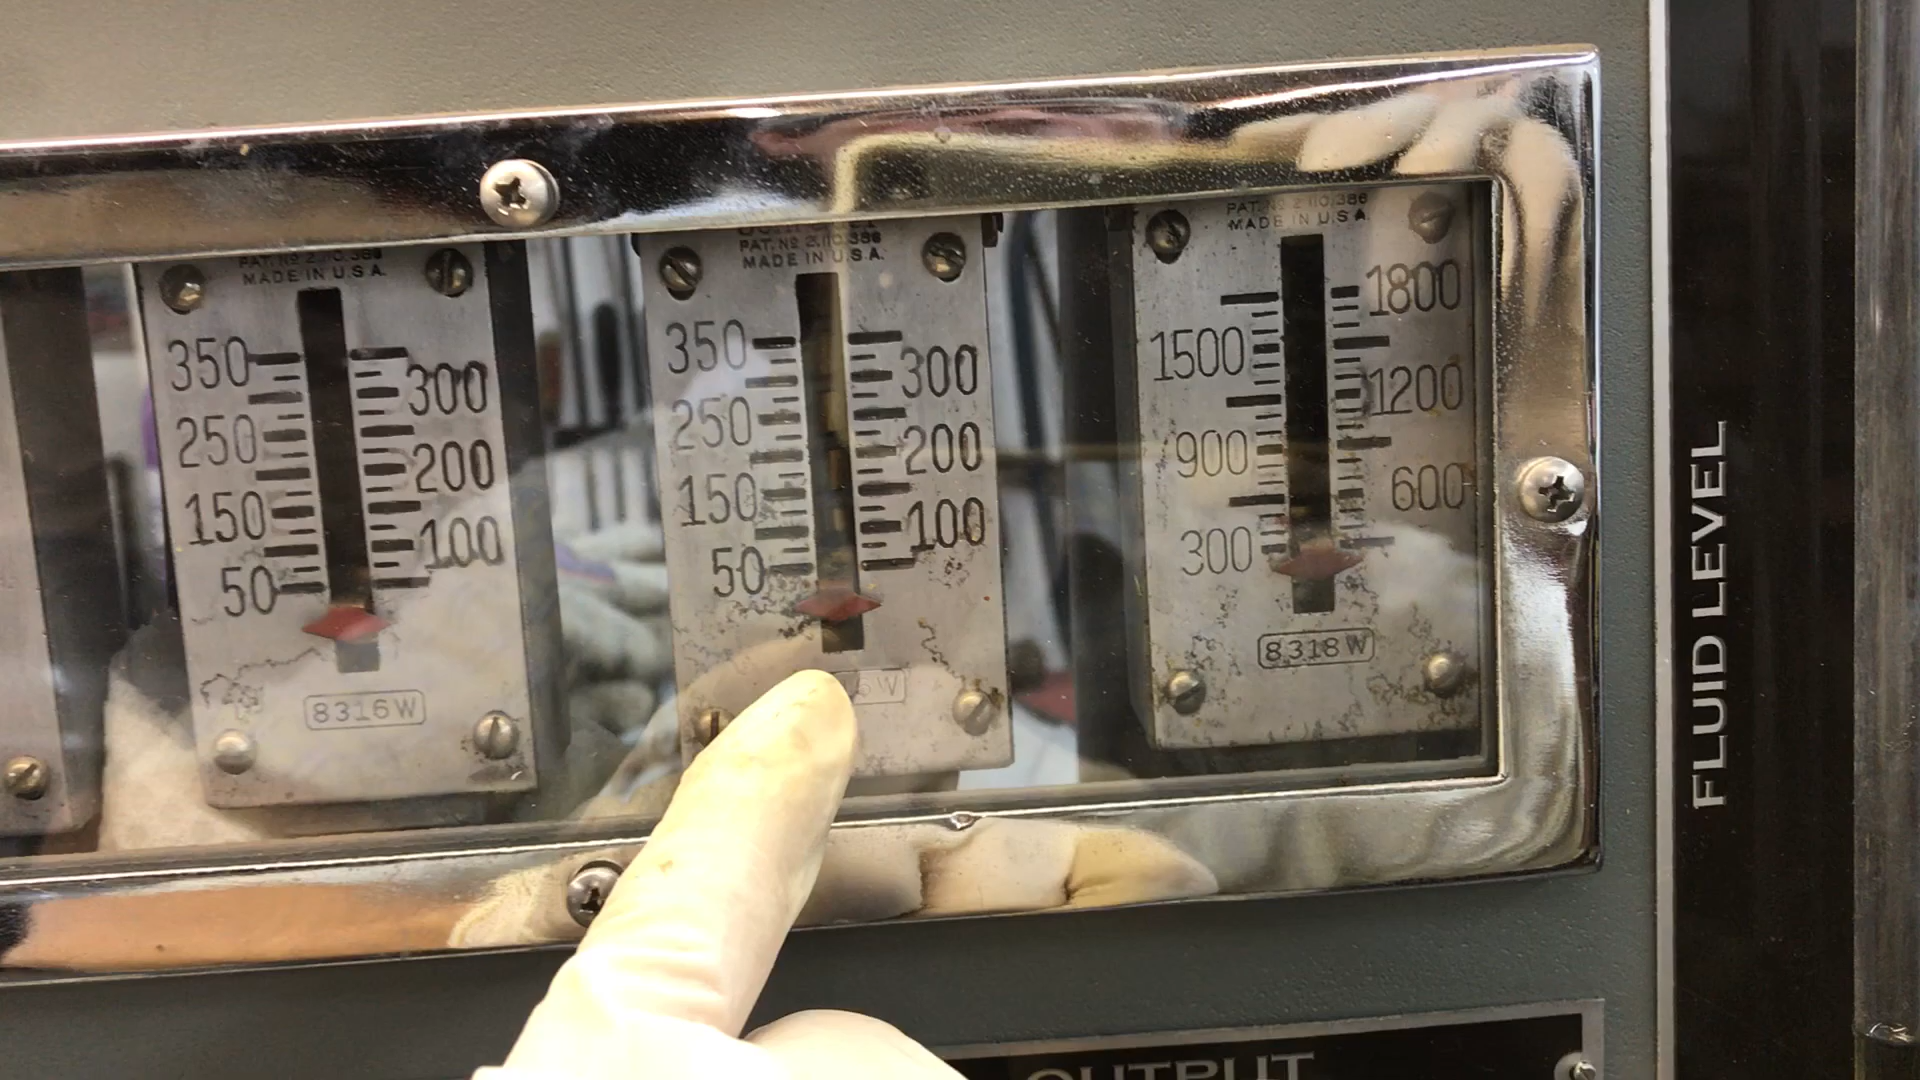 PAT. Nº 2.110.386
MADE IN U.S.A.
350
300
250
200
150
100
50
8316W
PAT. Nº 2.110.386
MADE IN U.S.A.
350
300
250
200
150
100
50
6W
PAT. Nº 2.110.386
MADE IN U.S.A.
1800
1500
1200
900
600
300
8318W
FLUID LEVEL
OUTPUT